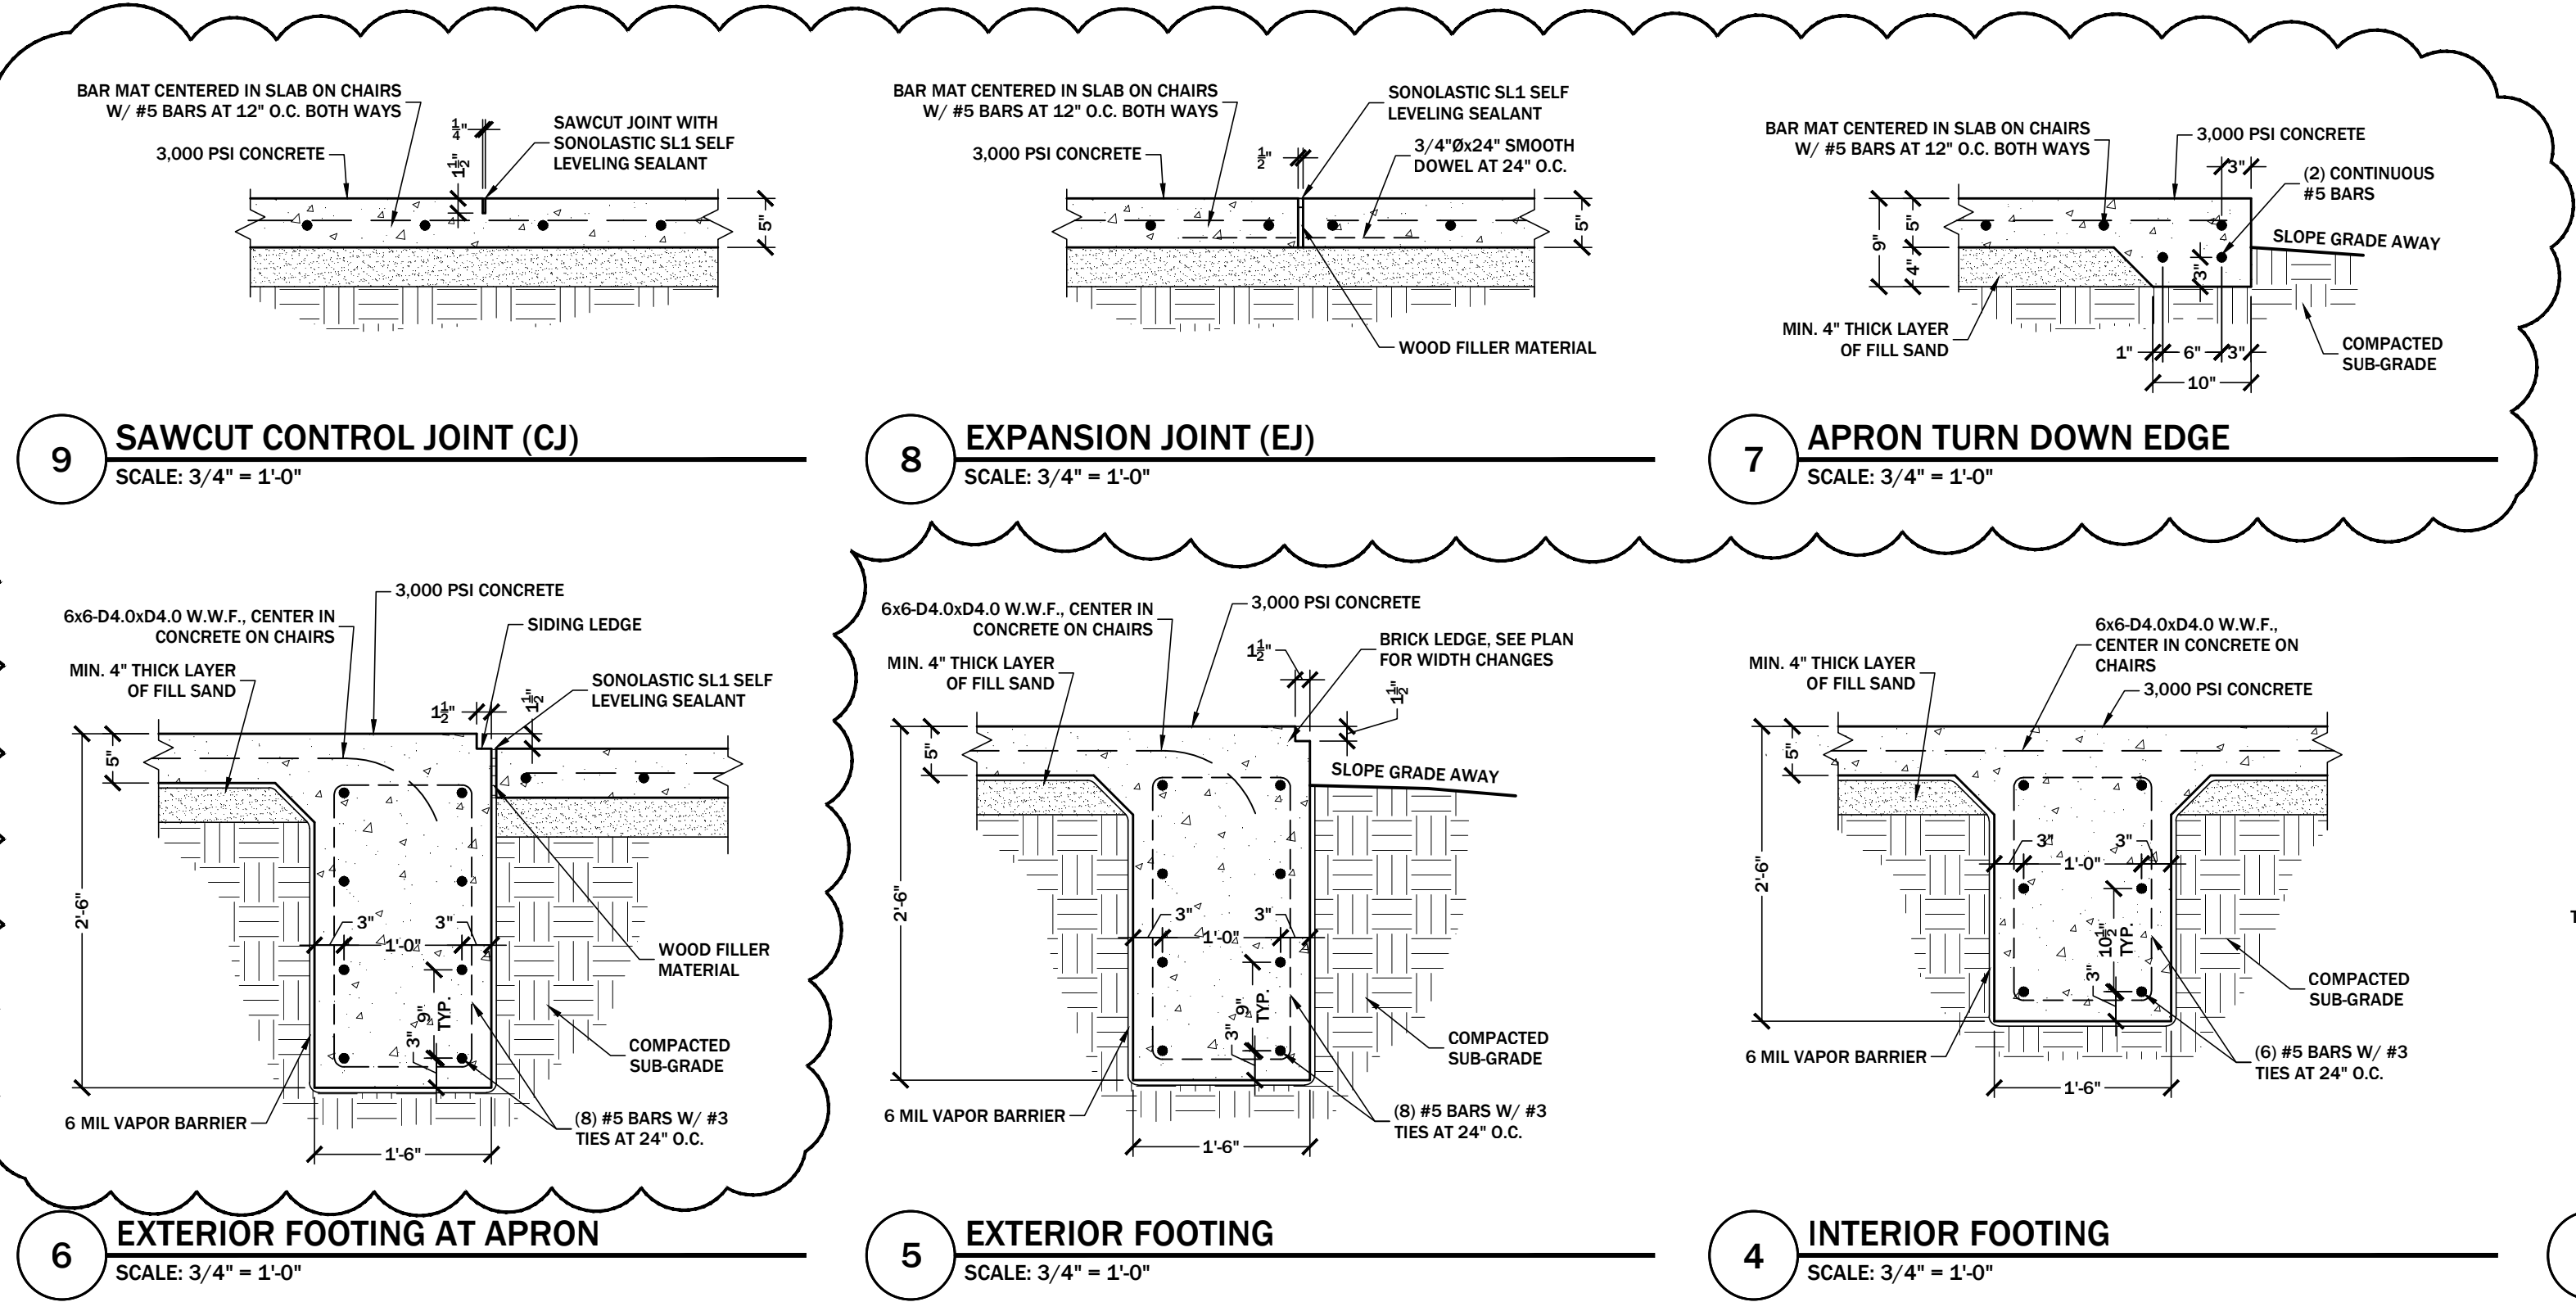 BAR MAT CENTERED IN SLAB ON CHAIRS
W/ #5 BARS AT 12" O.C. BOTH WAYS
3,000 PSI CONCRETE
1/4"
1 1/2"
SAWCUT JOINT WITH
SONOLASTIC SL1 SELF
LEVELING SEALANT
5"
9
SAWCUT CONTROL JOINT (CJ)
SCALE: 3/4" = 1'-0"
BAR MAT CENTERED IN SLAB ON CHAIRS
W/ #5 BARS AT 12" O.C. BOTH WAYS
3,000 PSI CONCRETE
1/2"
SONOLASTIC SL1 SELF
LEVELING SEALANT
3/4"Øx24" SMOOTH
DOWEL AT 24" O.C.
5"
WOOD FILLER MATERIAL
8
EXPANSION JOINT (EJ)
SCALE: 3/4" = 1'-0"
BAR MAT CENTERED IN SLAB ON CHAIRS
W/ #5 BARS AT 12" O.C. BOTH WAYS
3,000 PSI CONCRETE
3"
(2) CONTINUOUS
#5 BARS
SLOPE GRADE AWAY
9"
5"
4"
3"
MIN. 4" THICK LAYER
OF FILL SAND
1"
6"
3"
10"
COMPACTED
SUB-GRADE
7
APRON TURN DOWN EDGE
SCALE: 3/4" = 1'-0"
3,000 PSI CONCRETE
6x6-D4.0xD4.0 W.W.F., CENTER IN
CONCRETE ON CHAIRS
SIDING LEDGE
MIN. 4" THICK LAYER
OF FILL SAND
SONOLASTIC SL1 SELF
LEVELING SEALANT
1 1/2"
1 1/2"
5"
2'-6"
3"
3"
1'-0"
WOOD FILLER
MATERIAL
9"
TYP.
3"
COMPACTED
SUB-GRADE
6 MIL VAPOR BARRIER
(8) #5 BARS W/ #3
TIES AT 24" O.C.
1'-6"
6
EXTERIOR FOOTING AT APRON
SCALE: 3/4" = 1'-0"
6x6-D4.0xD4.0 W.W.F., CENTER IN
CONCRETE ON CHAIRS
3,000 PSI CONCRETE
MIN. 4" THICK LAYER
OF FILL SAND
1 1/2"
BRICK LEDGE, SEE PLAN
FOR WIDTH CHANGES
1 1/2"
5"
SLOPE GRADE AWAY
2'-6"
3"
3"
1'-0"
9"
TYP.
3"
COMPACTED
SUB-GRADE
6 MIL VAPOR BARRIER
(8) #5 BARS W/ #3
TIES AT 24" O.C.
1'-6"
5
EXTERIOR FOOTING
SCALE: 3/4" = 1'-0"
6x6-D4.0xD4.0 W.W.F.,
CENTER IN CONCRETE ON
CHAIRS
MIN. 4" THICK LAYER
OF FILL SAND
3,000 PSI CONCRETE
5"
2'-6"
3"
3"
1'-0"
10 1/2"
TYP.
3"
COMPACTED
SUB-GRADE
6 MIL VAPOR BARRIER
(6) #5 BARS W/ #3
TIES AT 24" O.C.
1'-6"
4
INTERIOR FOOTING
SCALE: 3/4" = 1'-0"